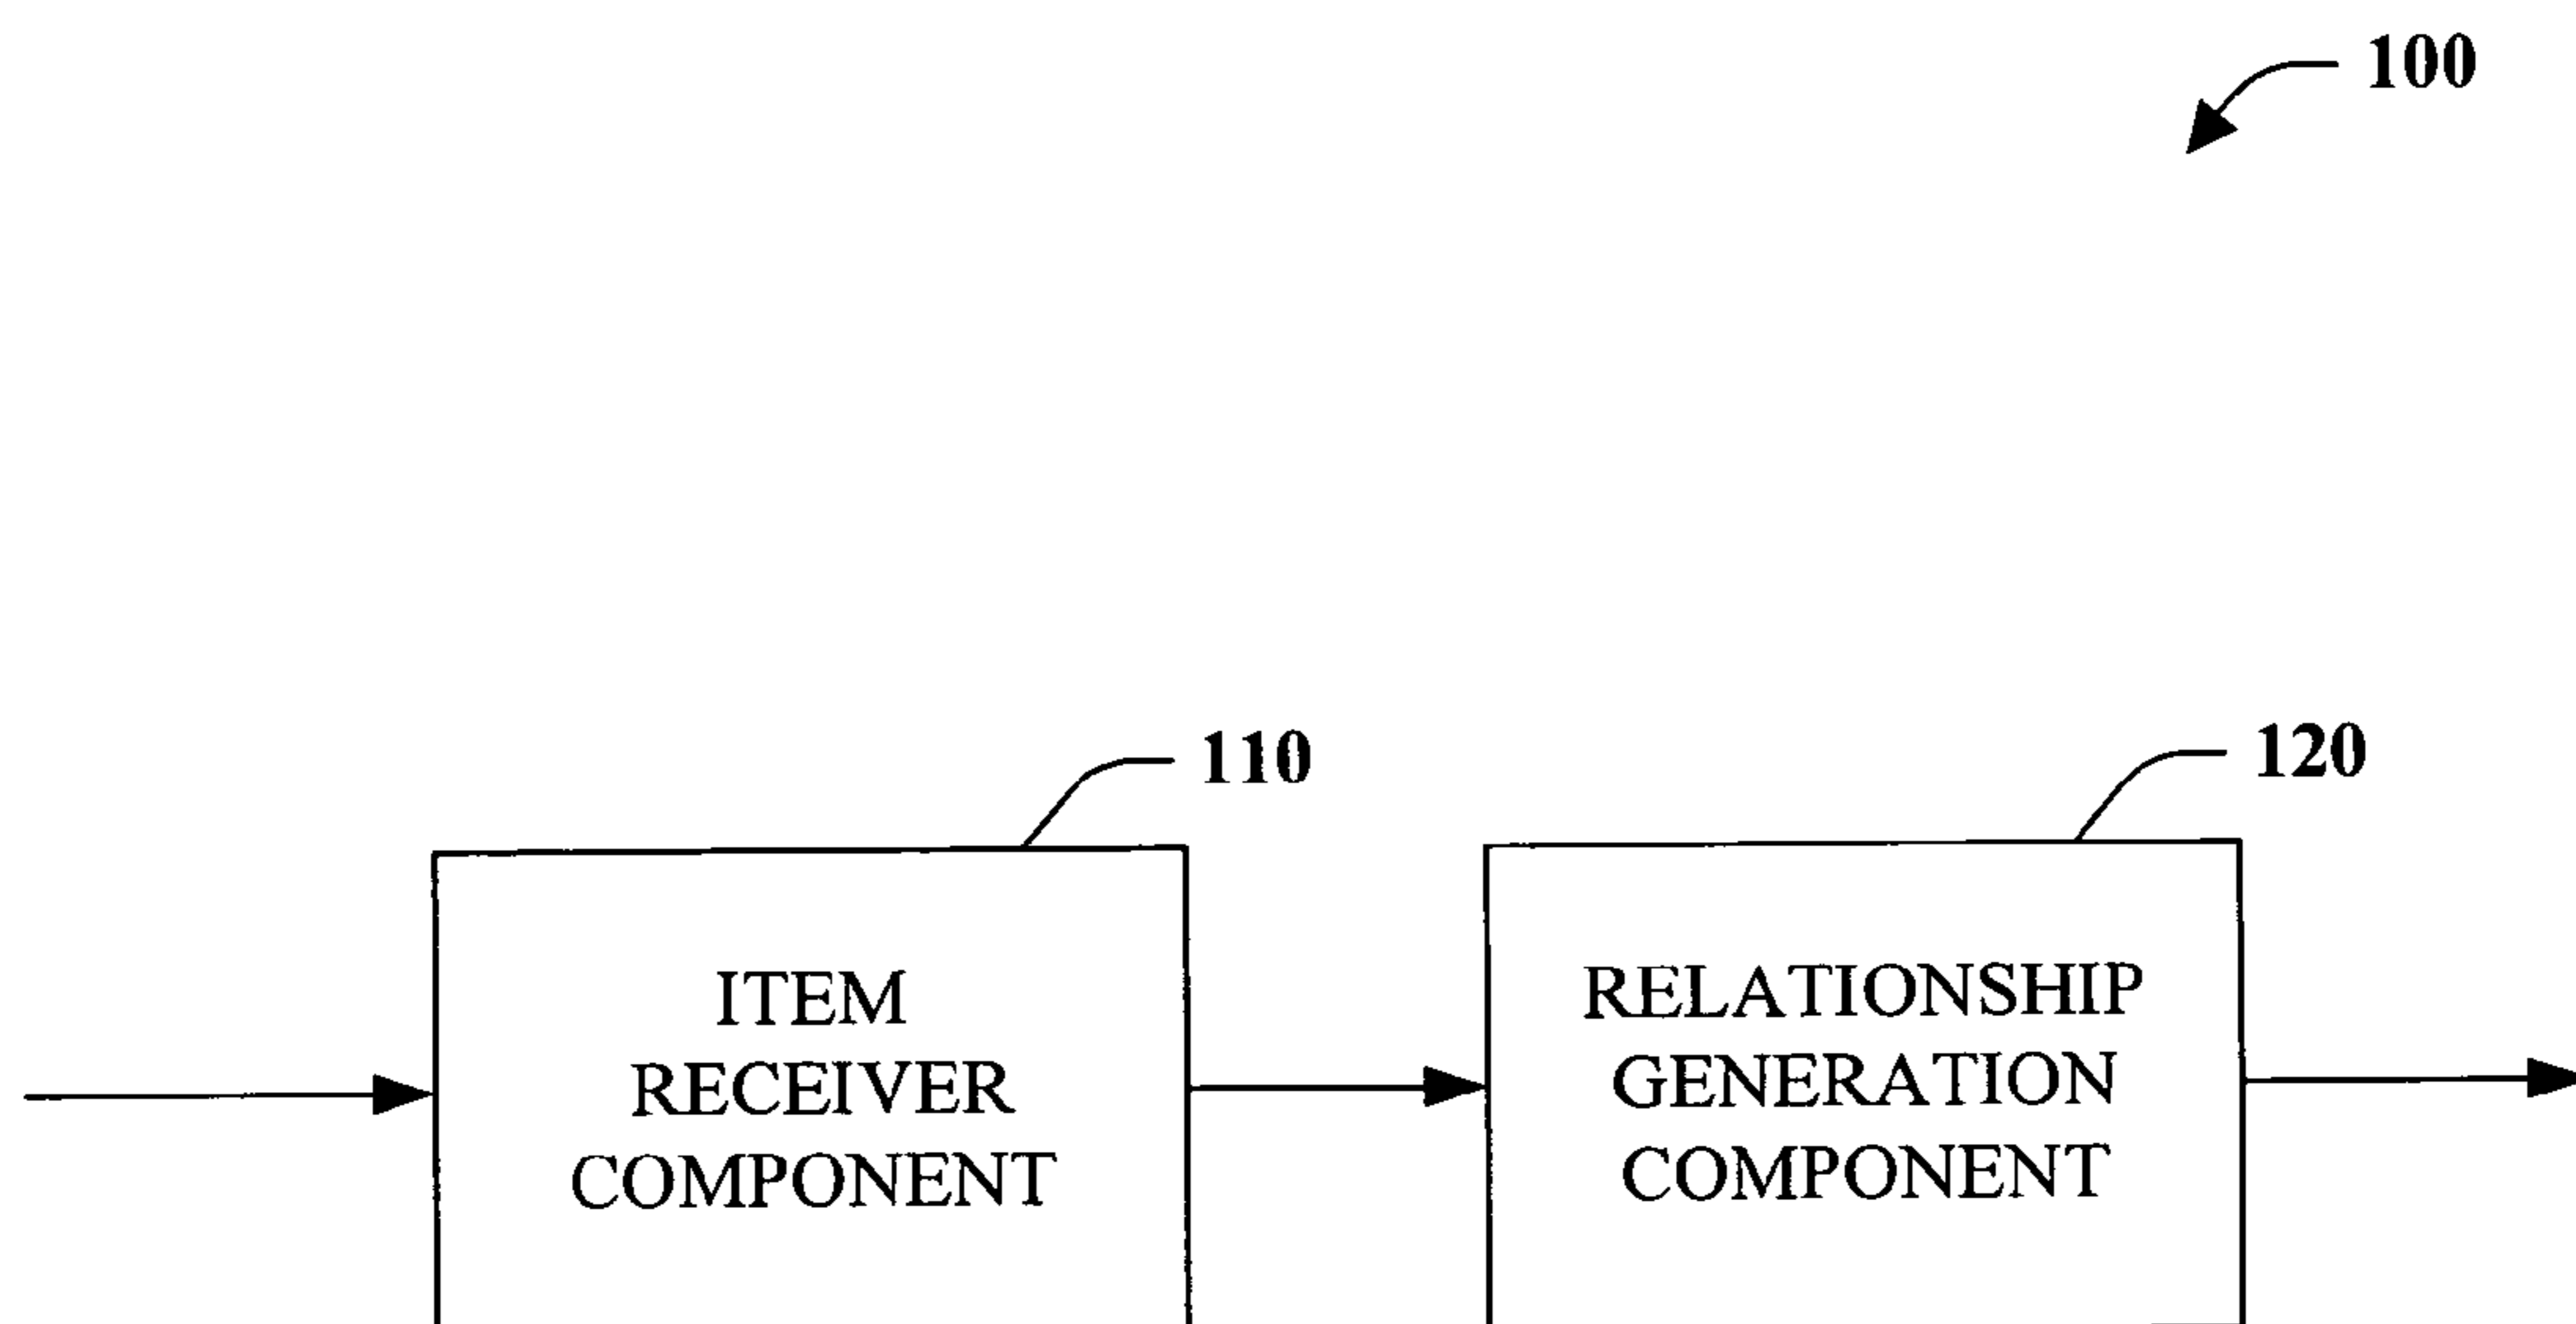 100
110
120
ITEM
RECEIVER
COMPONENT
RELATIONSHIP
GENERATION
COMPONENT